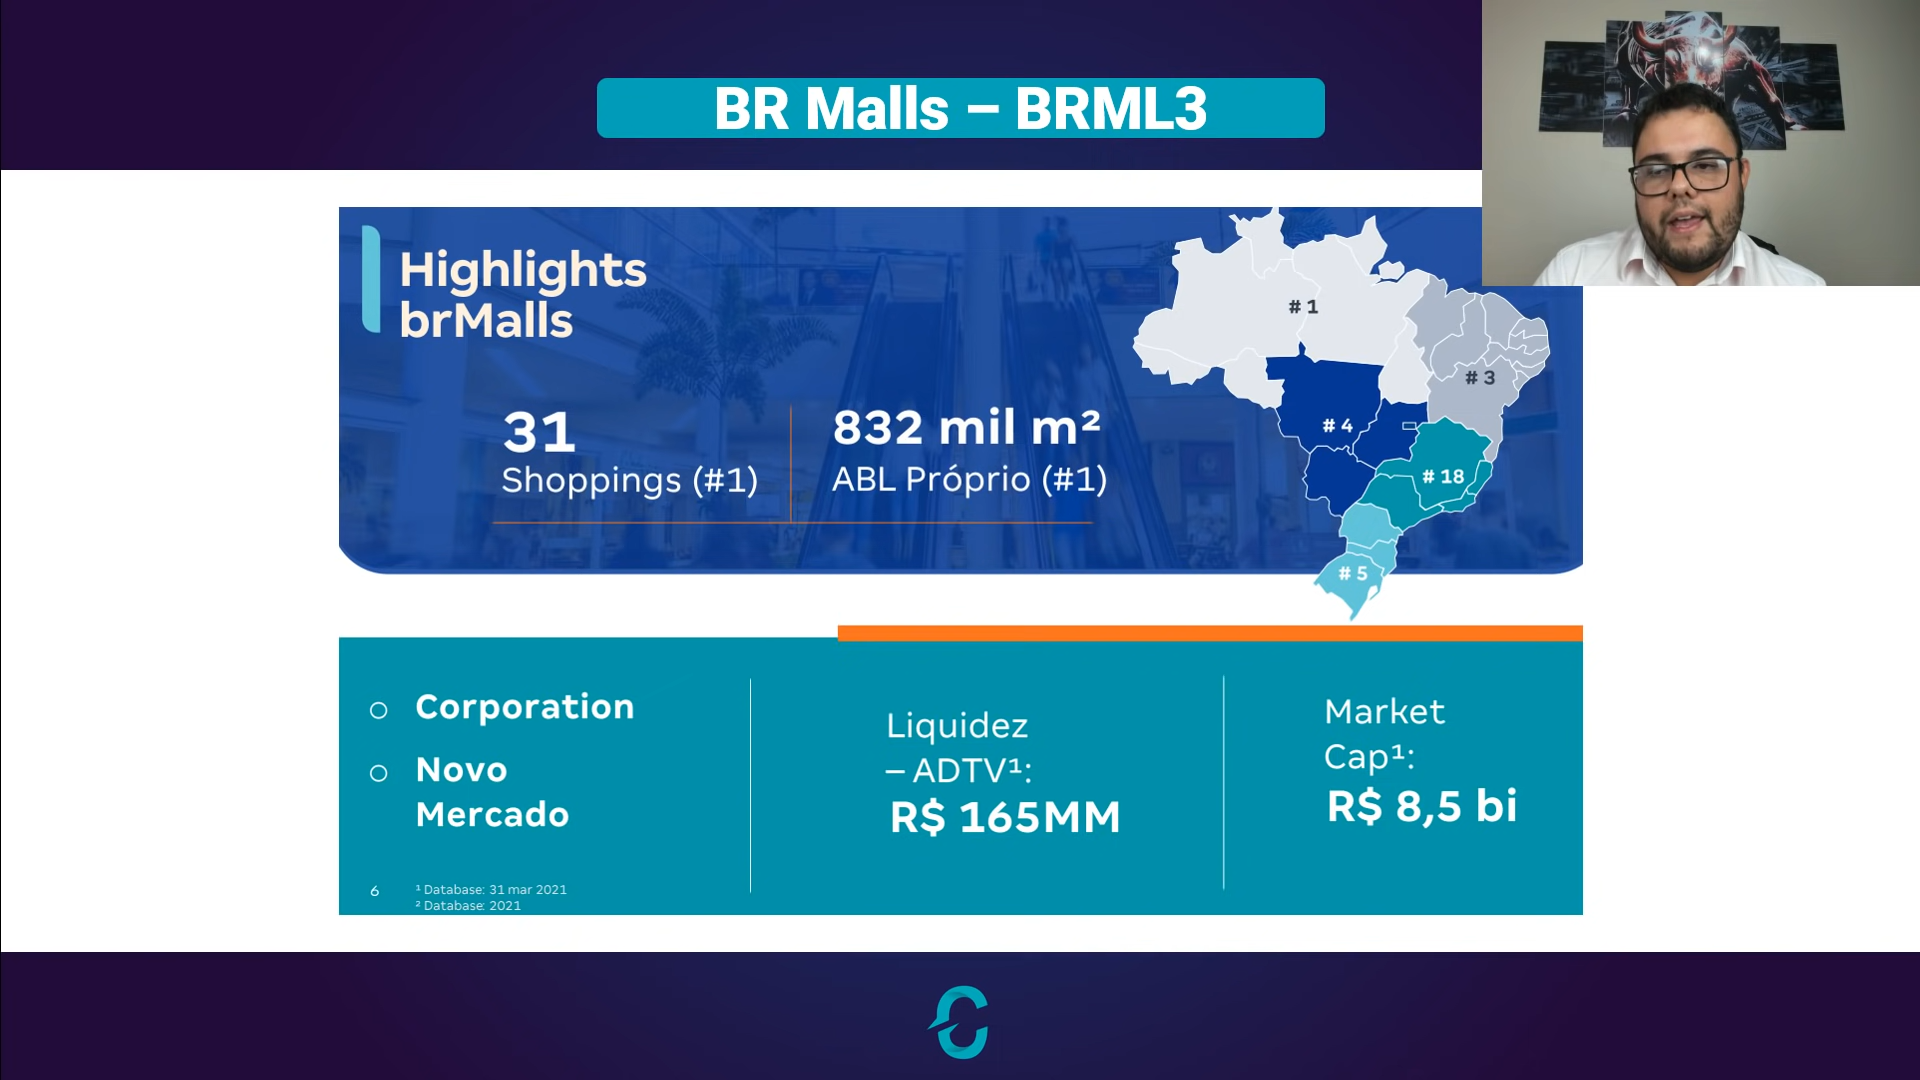 BR Malls – BRML3
Highlights
brMalls
31
Shoppings (#1)
832 mil m²
ABL Próprio (#1)
# 1
# 3
# 4
# 18
# 5
Corporation
Novo
Mercado
Liquidez
– ADTV¹:
R$ 165MM
Market
Cap¹:
R$ 8,5 bi
6
¹ Database: 31 mar 2021
² Database: 2021